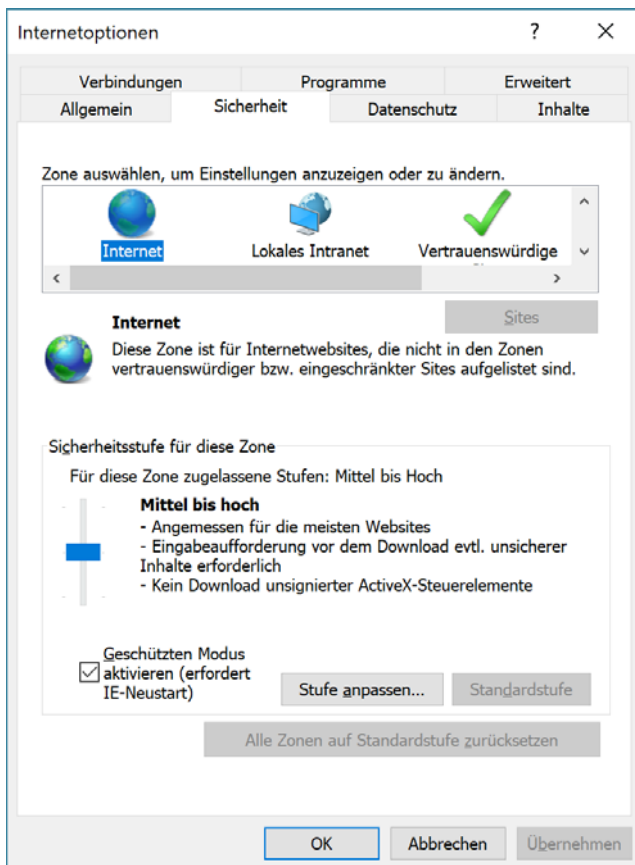 Internetoptionen
Verbindungen Programme Erweitert
Allgemein Sicherheit Datenschutz Inhalte
Zone auswählen, um Einstellungen anzuzeigen oder zu ändern.
Internet Lokales Intranet Vertrauenswürdige
Sites
Internet
Diese Zone ist für Internetwebsites, die nicht in den Zonen
vertrauenswürdiger bzw. eingeschränkter Sites aufgelistet sind.
Sicherheitsstufe für diese Zone
Für diese Zone zugelassene Stufen: Mittel bis Hoch
Mittel bis hoch
- Angemessen für die meisten Websites
- Eingabeaufforderung vor dem Download evtl. unsicherer
Inhalte erforderlich
- Kein Download unsignierter ActiveX-Steuerelemente
Geschützten Modus
aktivieren (erfordert
IE-Neustart)
Stufe anpassen... Standardstufe
Alle Zonen auf Standardstufe zurücksetzen
OK Abbrechen Übernehmen